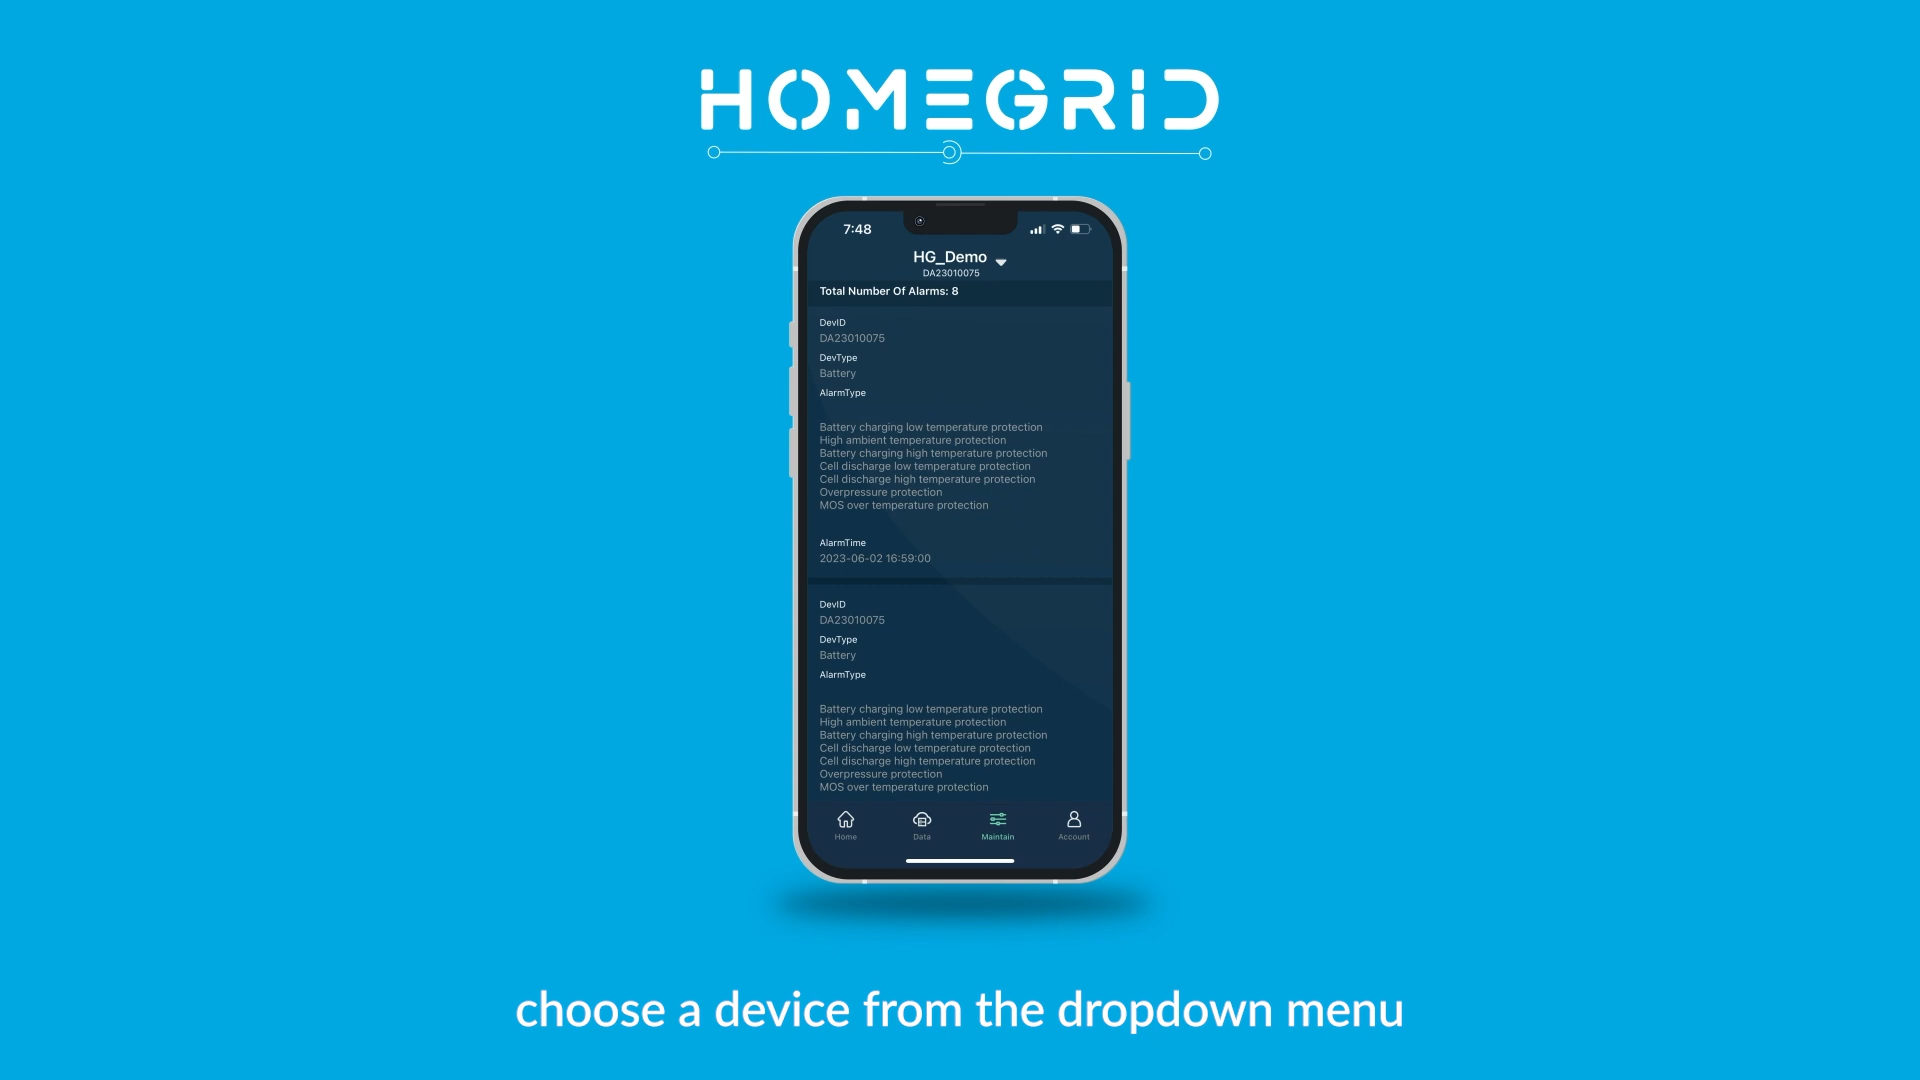 HOMEGRID
7:48
HG_Demo
DA23010075
Total Number Of Alarms: 8
DevID
DA23010075
DevType
Battery
AlarmType
Battery charging low temperature protection
High ambient temperature protection
Battery charging high temperature protection
Cell discharge low temperature protection
Cell discharge high temperature protection
Overpressure protection
MOS over temperature protection
AlarmTime
2023-06-02 16:59:00
DevID
DA23010075
DevType
Battery
AlarmType
Battery charging low temperature protection
High ambient temperature protection
Battery charging high temperature protection
Cell discharge low temperature protection
Cell discharge high temperature protection
Overpressure protection
MOS over temperature protection
Home Data Maintain Account
choose a device from the dropdown menu